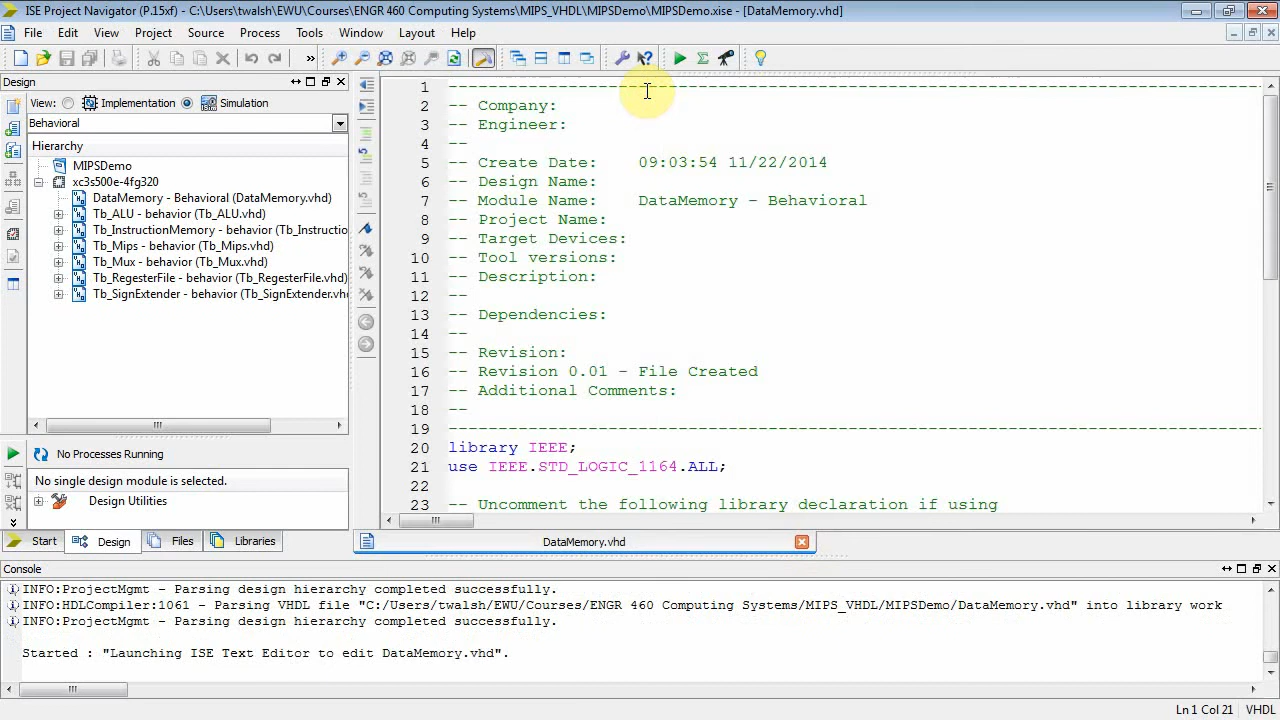 ISE Project Navigator (P.15xf) - C:\Users\twalsh\EWU\Courses\ENGR 460 Computing Systems\MIPS_VHDL\MIPSDemo\MIPSDemo.xise - [DataMemory.vhd]
File Edit View Project Source Process Tools Window Layout Help
»
Design
View: Implementation Simulation
Behavioral
Hierarchy
MIPSDemo
xc3s500e-4fg320
DataMemory - Behavioral (DataMemory.vhd)
Tb_ALU - behavior (Tb_ALU.vhd)
Tb_InstructionMemory - behavior (Tb_Instructio
Tb_Mips - behavior (Tb_Mips.vhd)
Tb_Mux - behavior (Tb_Mux.vhd)
Tb_RegesterFile - behavior (Tb_RegesterFile.vhd)
Tb_SignExtender - behavior (Tb_SignExtender.vh
No Processes Running
No single design module is selected.
Design Utilities
Start Design Files Libraries
1 --------------------------------------------------------------------------------
2 -- Company:
3 -- Engineer:
4 --
5 -- Create Date: 09:03:54 11/22/2014
6 -- Design Name:
7 -- Module Name: DataMemory - Behavioral
8 -- Project Name:
9 -- Target Devices:
10 -- Tool versions:
11 -- Description:
12 --
13 -- Dependencies:
14 --
15 -- Revision:
16 -- Revision 0.01 - File Created
17 -- Additional Comments:
18 --
19 --------------------------------------------------------------------------------
20 library IEEE;
21 use IEEE.STD_LOGIC_1164.ALL;
22
23 -- Uncomment the following library declaration if using
DataMemory.vhd
Console
INFO:ProjectMgmt - Parsing design hierarchy completed successfully.
INFO:HDLCompiler:1061 - Parsing VHDL file "C:/Users/twalsh/EWU/Courses/ENGR 460 Computing Systems/MIPS_VHDL/MIPSDemo/DataMemory.vhd" into library work
INFO:ProjectMgmt - Parsing design hierarchy completed successfully.
Started : "Launching ISE Text Editor to edit DataMemory.vhd".
Ln 1 Col 21 VHDL